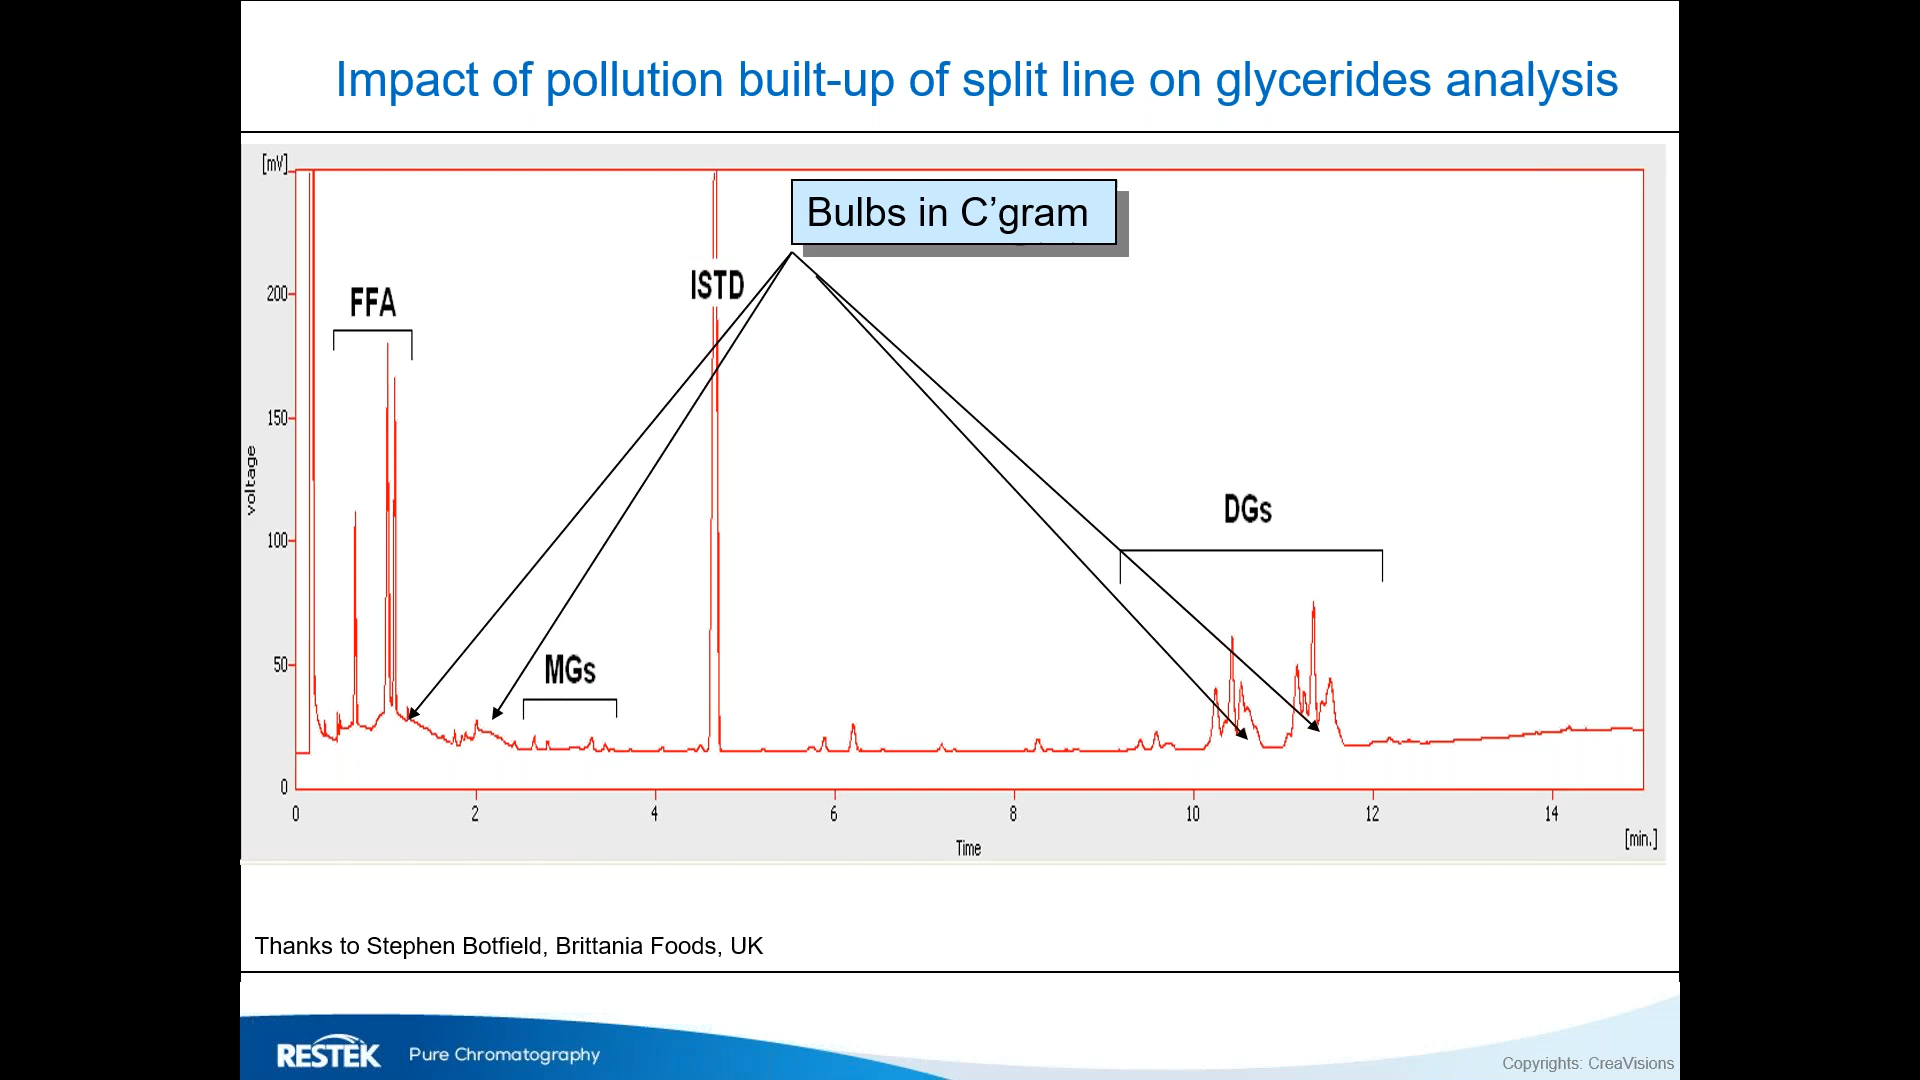 Impact of pollution built-up of split line on glycerides analysis
[mV]
Bulbs in C’gram
ISTD
FFA
200
150
voltage
DGs
100
MGs
50
0
0 2 4 6 8 10 12 14
[min.]
Time
Thanks to Stephen Botfield, Brittania Foods, UK
RESTEK Pure Chromatography
Copyrights: CreaVisions